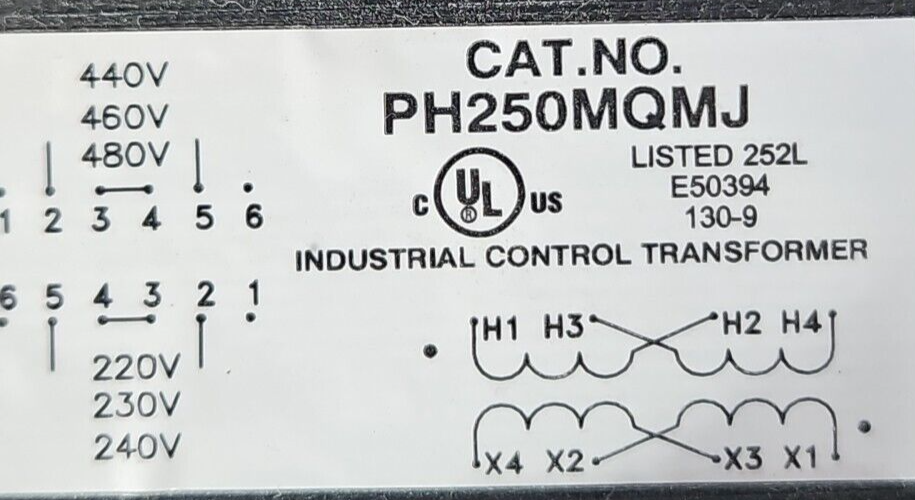 440V
460V
480V
1 2 3 4 5 6
6 5 4 3 2 1
220V
230V
240V
CAT.NO.
PH250MQMJ
C UL ® US
LISTED 252L
E50394
130-9
INDUSTRIAL CONTROL TRANSFORMER
H1 H3 H2 H4
X4 X2 X3 X1